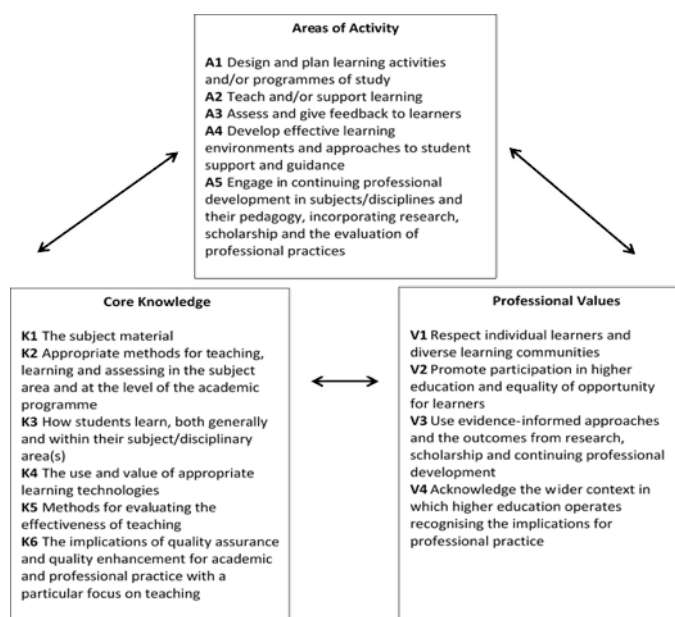 Areas of Activity
A1 Design and plan learning activities
and/or programmes of study
A2 Teach and/or support learning
A3 Assess and give feedback to learners
A4 Develop effective learning
environments and approaches to student
support and guidance
A5 Engage in continuing professional
development in subjects/disciplines and
their pedagogy, incorporating research,
scholarship and the evaluation of
professional practices
Core Knowledge
K1 The subject material
K2 Appropriate methods for teaching,
learning and assessing in the subject
area and at the level of the academic
programme
K3 How students learn, both generally
and within their subject/disciplinary
area(s)
K4 The use and value of appropriate
learning technologies
K5 Methods for evaluating the
effectiveness of teaching
K6 The implications of quality assurance
and quality enhancement for academic
and professional practice with a
particular focus on teaching
Professional Values
V1 Respect individual learners and
diverse learning communities
V2 Promote participation in higher
education and equality of opportunity
for learners
V3 Use evidence-informed approaches
and the outcomes from research,
scholarship and continuing professional
development
V4 Acknowledge the wider context in
which higher education operates
recognising the implications for
professional practice